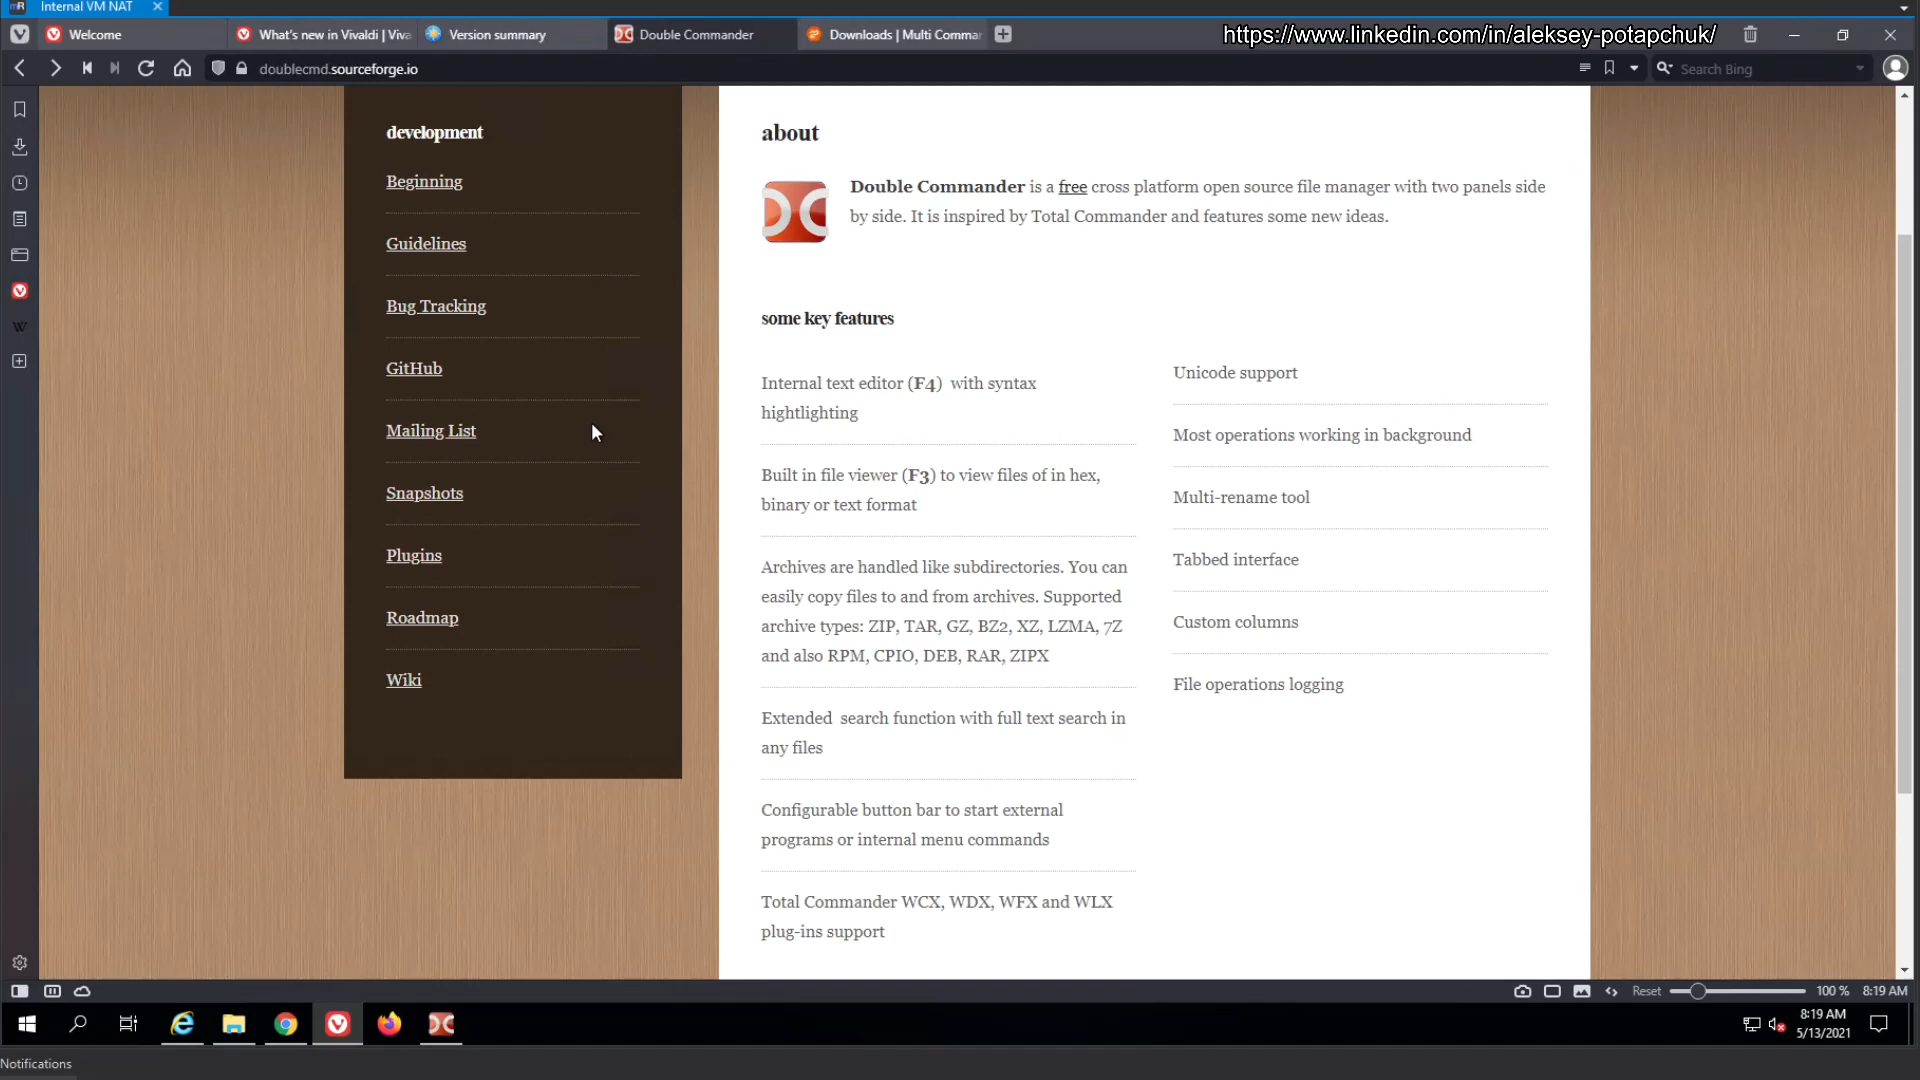 Internal VM NAT
Welcome
What's new in Vivaldi | Viva
Version summary
Double Commander
Downloads | Multi Comma
https://www.linkedin.com/in/aleksey-potapchuk/
doublecmd.sourceforge.io
Search Bing
development
Beginning
Guidelines
Bug Tracking
GitHub
Mailing List
Snapshots
Plugins
Roadmap
Wiki
about
Double Commander is a free cross platform open source file manager with two panels side
by side. It is inspired by Total Commander and features some new ideas.
some key features
Internal text editor (F4) with syntax
hightlighting
Built in file viewer (F3) to view files of in hex,
binary or text format
Archives are handled like subdirectories. You can
easily copy files to and from archives. Supported
archive types: ZIP, TAR, GZ, BZ2, XZ, LZMA, 7Z
and also RPM, CPIO, DEB, RAR, ZIPX
Extended search function with full text search in
any files
Configurable button bar to start external
programs or internal menu commands
Total Commander WCX, WDX, WFX and WLX
plug-ins support
Unicode support
Most operations working in background
Multi-rename tool
Tabbed interface
Custom columns
File operations logging
Reset
100 %
8:19 AM
8:19 AM
5/13/2021
Notifications